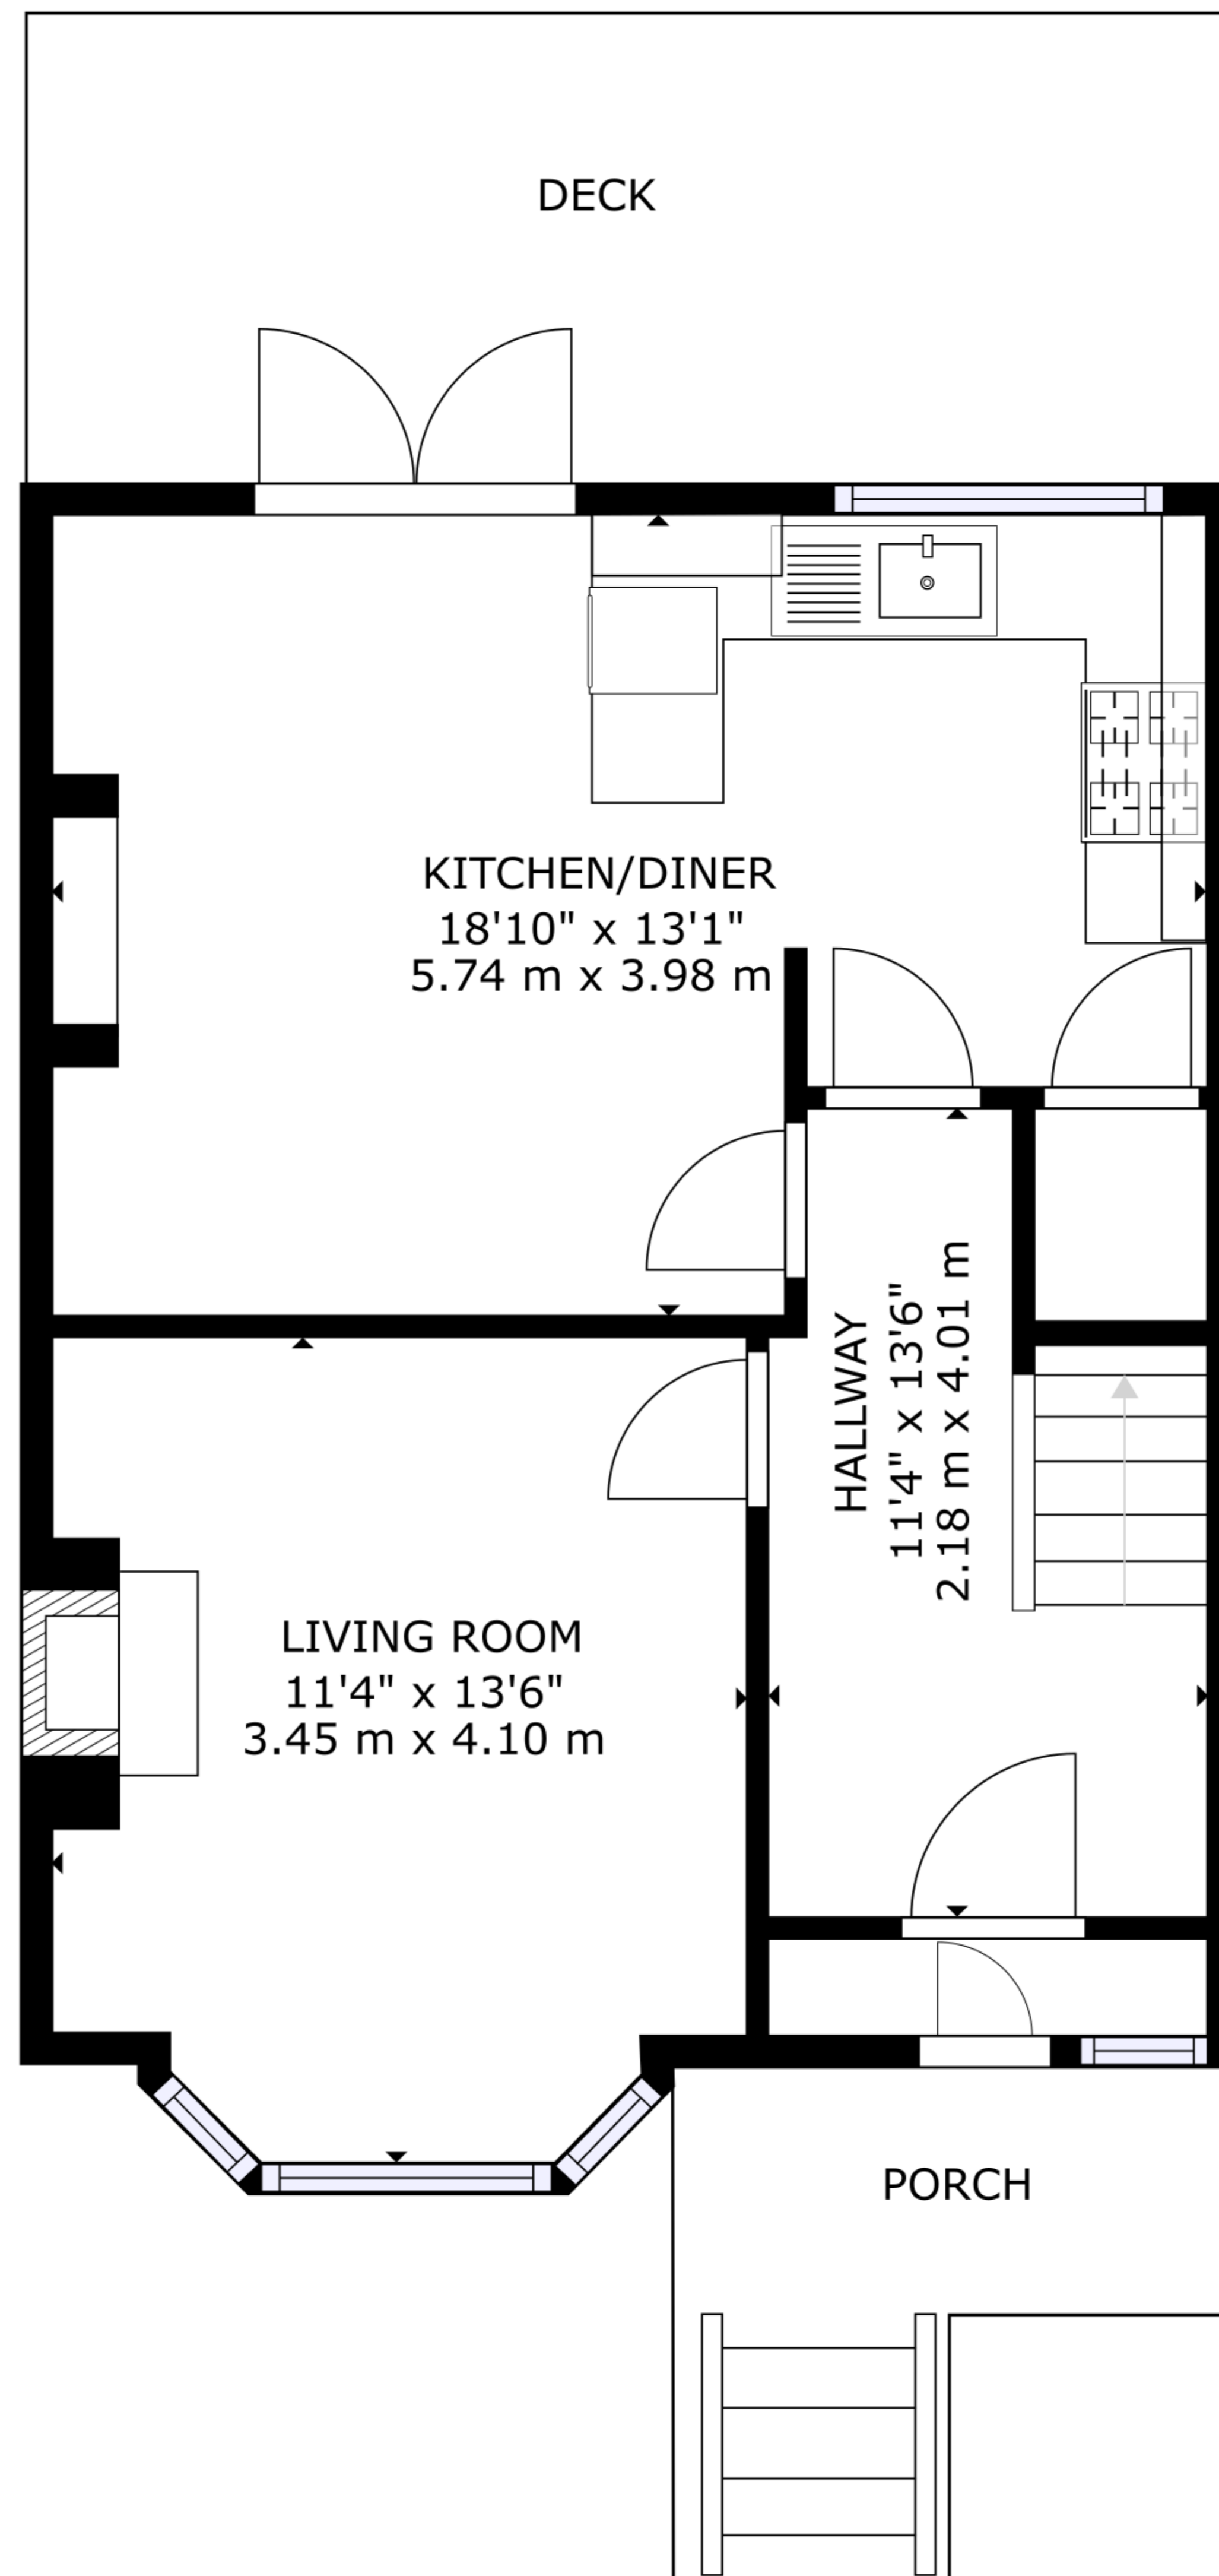 DECK
KITCHEN/DINER
18'10" x 13'1"
5.74 m x 3.98 m
HALLWAY
11'4" x 13'6"
2.18 m x 4.01 m
LIVING ROOM
11'4" x 13'6"
3.45 m x 4.10 m
PORCH